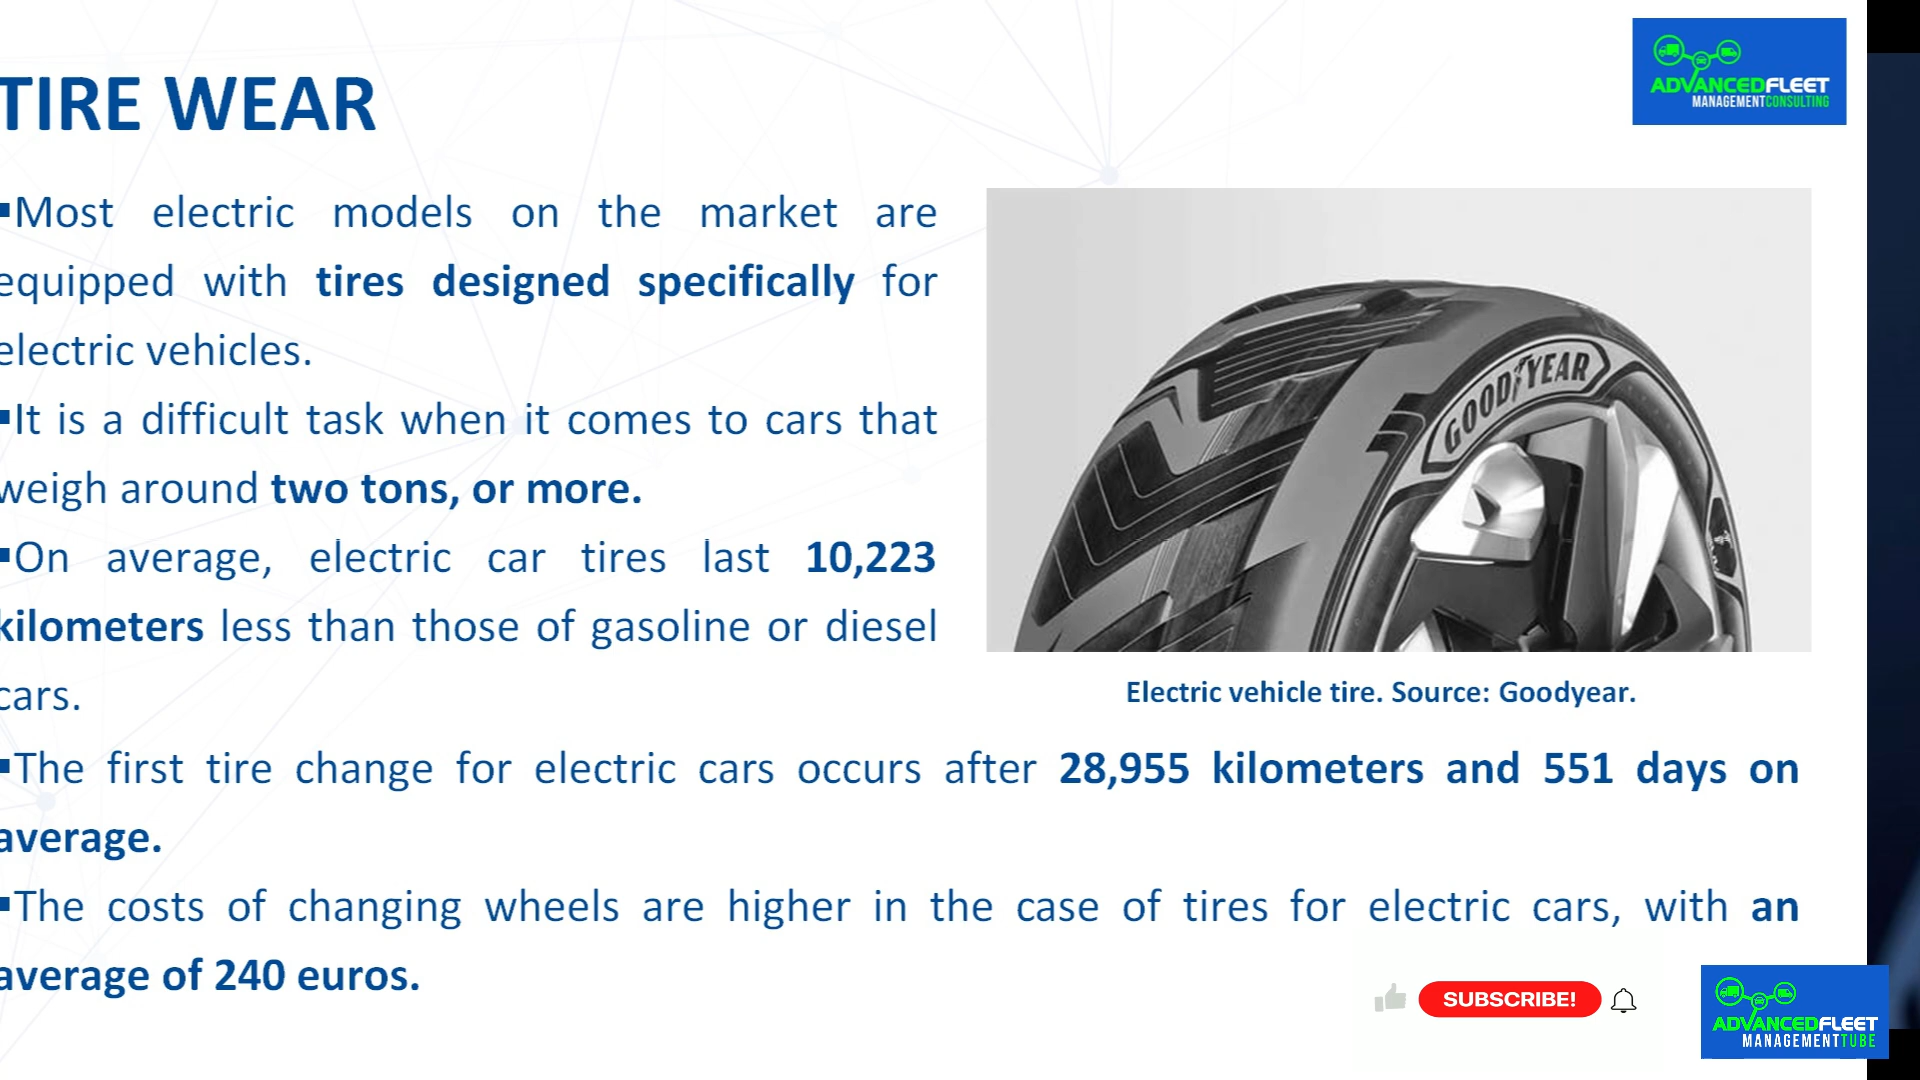 TIRE WEAR
ADVANCEDFLEET
MANAGEMENTCONSULTING
▪Most electric models on the market are
equipped with tires designed specifically for
electric vehicles.
▪It is a difficult task when it comes to cars that
weigh around two tons, or more.
▪On average, electric car tires last 10,223
kilometers less than those of gasoline or diesel
cars.
GOODYEAR
Electric vehicle tire. Source: Goodyear.
▪The first tire change for electric cars occurs after 28,955 kilometers and 551 days on
average.
▪The costs of changing wheels are higher in the case of tires for electric cars, with an
average of 240 euros.
SUBSCRIBE!
ADVANCEDFLEET
MANAGEMENTTUBE